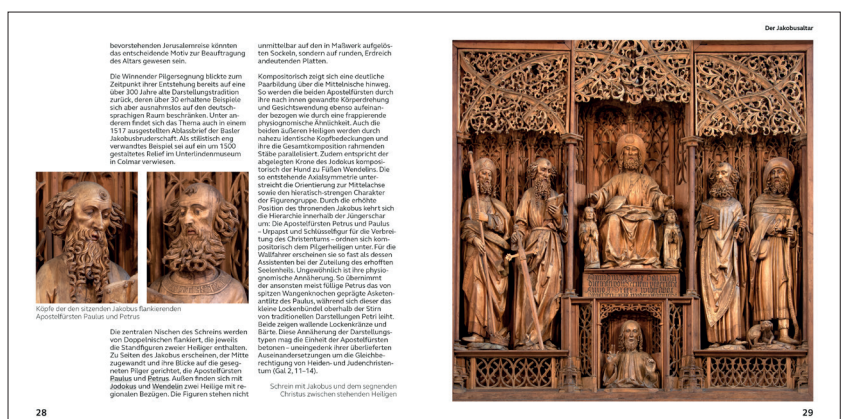 Der Jakobusaltar
bevorstehenden Jerusalemreise könnten
das entscheidende Motiv zur Beauftragung
des Altars gewesen sein.
Die Winnender Pilgersegnung blickte zum
Zeitpunkt ihrer Entstehung bereits auf eine
über 300 Jahre alte Darstellungstradition
zurück, deren über 30 erhaltene Beispiele
sich aber ausnahmslos auf den deutsch-
sprachigen Raum beschränken. Unter an-
derem findet sich das Thema auch in einem
1517 ausgestellten Ablassbrief der Basler
Jakobusbruderschaft. Als stilistisch eng
verwandtes Beispiel sei auf ein um 1500
gestaltetes Relief im Unterlindenmuseum
in Colmar verwiesen.
Köpfe der den sitzenden Jakobus flankierenden
Apostelfürsten Paulus und Petrus
Die zentralen Nischen des Schreins werden
von Doppelnischen flankiert, die jeweils
die Standfiguren zweier Heiliger enthalten.
Zu Seiten des Jakobus erscheinen, der Mitte
zugewandt und ihre Blicke auf die geseg-
neten Pilger gerichtet, die Apostelfürsten
Paulus und Petrus. Außen finden sich mit
Jodokus und Wendelin zwei Heilige mit re-
gionalen Bezügen. Die Figuren stehen nicht
unmittelbar auf den in Maßwerk aufgelös-
ten Sockeln, sondern auf runden, Erdreich
andeutenden Platten.
Kompositorisch zeigt sich eine deutliche
Paarbildung über die Mittelnische hinweg.
So werden die beiden Apostelfürsten durch
ihre nach innen gewandte Körperdrehung
und Gesichtswendung ebenso aufeinan-
der bezogen wie durch eine frappierende
physiognomische Ähnlichkeit. Auch die
beiden äußeren Heiligen werden durch
nahezu identische Kopfbedeckungen und
ihre die Gesamtkomposition rahmenden
Stäbe parallelisiert. Zudem entspricht der
abgelegten Krone des Jodokus komposi-
torisch der Hund zu Füßen Wendelins. Die
so entstehende Axialsymmetrie unter-
streicht die Orientierung zur Mittelachse
sowie den hieratisch-strengen Charakter
der Figurengruppe. Durch die erhöhte
Position des thronenden Jakobus kehrt sich
die Hierarchie innerhalb der Jüngerschar
um: Die Apostelfürsten Petrus und Paulus
– Urpapst und Schlüsselfigur für die Verbrei-
tung des Christentums – ordnen sich kom-
positorisch dem Pilgerheiligen unter. Für die
Wallfahrer erscheinen sie so fast als dessen
Assistenten bei der Zuteilung des erhofften
Seelenheils. Ungewöhnlich ist ihre physio-
gnomische Annäherung. So übernimmt
der ansonsten meist füllige Petrus das von
spitzen Wangenknochen geprägte Asketen-
antlitz des Paulus, während sich dieser das
kleine Lockenbündel oberhalb der Stirn
von traditionellen Darstellungen Petri leiht.
Beide zeigen wallende Lockenkränze und
Bärte. Diese Annäherung der Darstellungs-
typen mag die Einheit der Apostelfürsten
betonen – uneingedenk ihrer überlieferten
Auseinandersetzungen um die Gleichbe-
rechtigung von Heiden- und Judenchristen-
tum (Gal 2, 11–14).
Schrein mit Jakobus und dem segnenden
Christus zwischen stehenden Heiligen
28
29